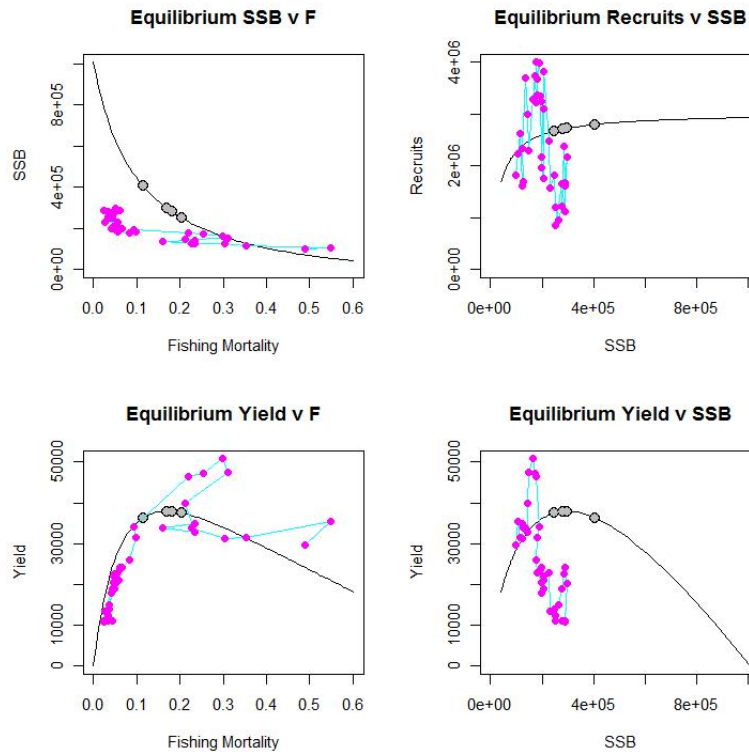 Equilibrium SSB v F
SSB
0e+00
4e+05
8e+05
0.0 0.1 0.2 0.3 0.4 0.5 0.6
Fishing Mortality
Equilibrium Recruits v SSB
Recruits
0e+00
2e+06
4e+06
0e+00 4e+05 8e+05
SSB
Equilibrium Yield v F
Yield
0
10000
30000
50000
0.0 0.1 0.2 0.3 0.4 0.5 0.6
Fishing Mortality
Equilibrium Yield v SSB
Yield
0
10000
30000
50000
0e+00 4e+05 8e+05
SSB